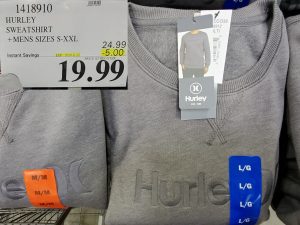 1418910
HURLEY
SWEATSHIRT
+MENS SIZES S-XXL
24.99
Instant Savings
-5.00
19.99
Hurley
Hurley
M/M
M/M
M/M
L/G
L/G
L/G
L/G